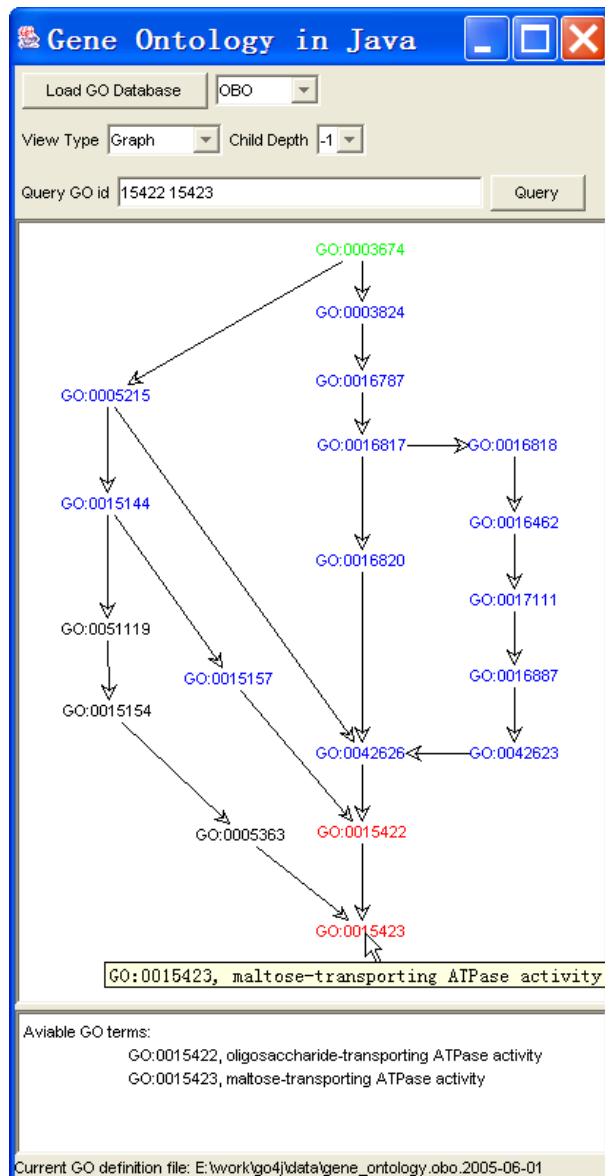 Gene Ontology in Java
Load GO Database OBO
View Type Graph Child Depth -1
Query GO id 15422 15423 Query
GO:0003674
GO:0003824
GO:0016787
GO:0005215
GO:0016817 GO:0016818
GO:0015144
GO:0016462
GO:0016820
GO:0017111
GO:0051119
GO:0015157 GO:0016887
GO:0015154
GO:0042626 GO:0042623
GO:0005363 GO:0015422
GO:0015423
GO:0015423, maltose-transporting ATPase activity
Aviable GO terms:
GO:0015422, oligosaccharide-transporting ATPase activity
GO:0015423, maltose-transporting ATPase activity
Current GO definition file: E:\work\go4j\data\gene_ontology.obo.2005-06-01